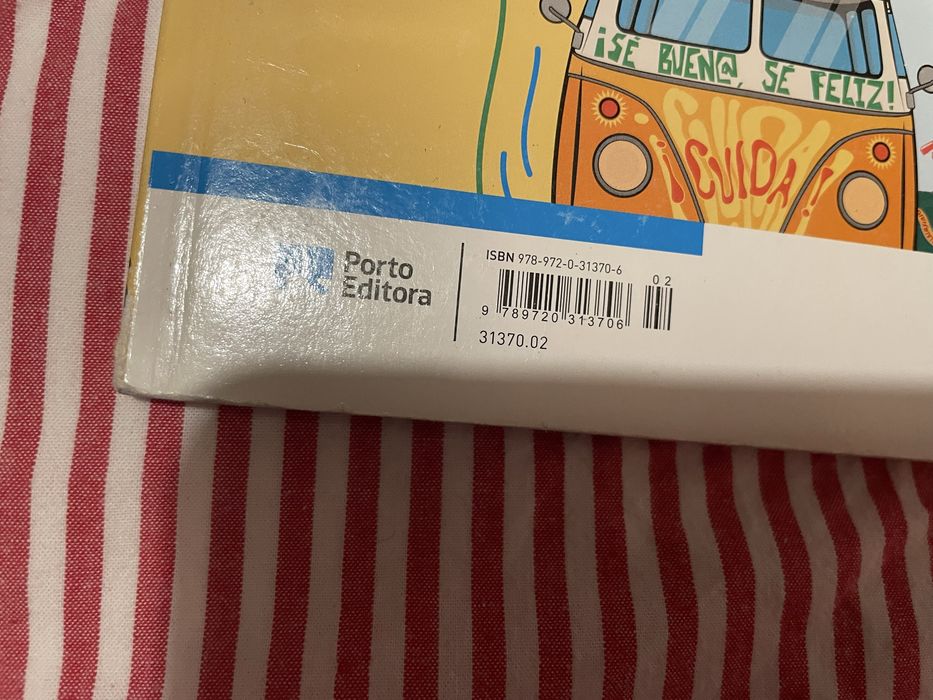 ¡SÉ BUEN@, SÉ FELIZ!
¡CUIDA!
Porto
Editora
ISBN 978-972-0-31370-6
02
9 789720 313706
31370.02